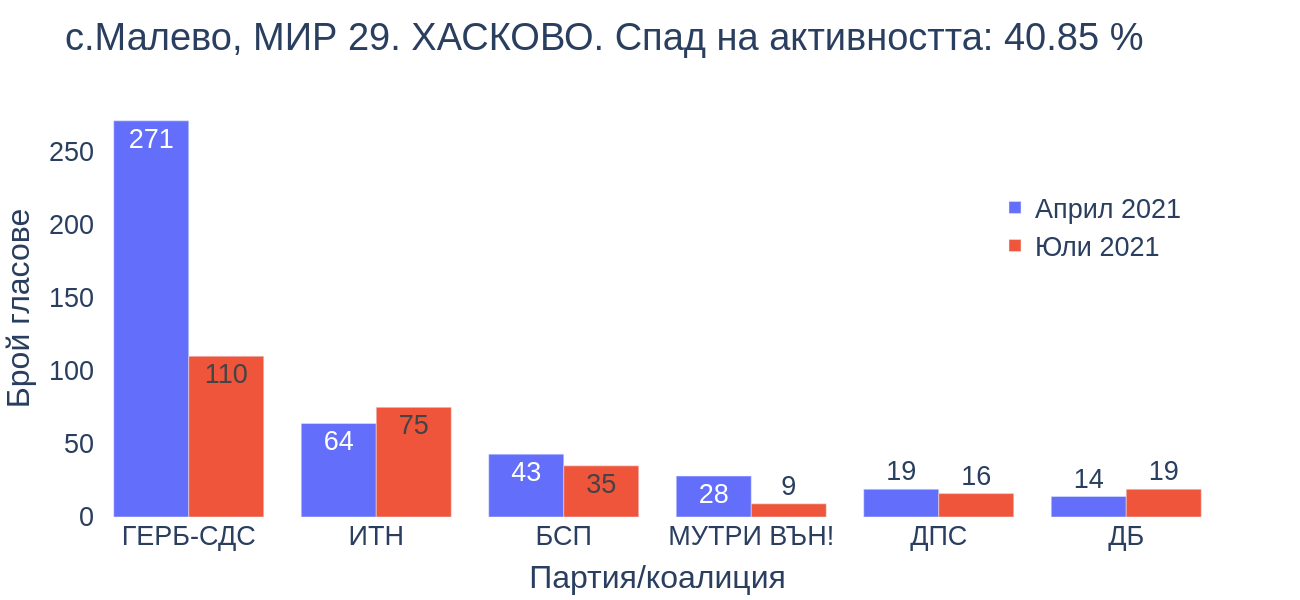 с.Малево, МИР 29. ХАСКОВО. Спад на активността: 40.85 %
Брой гласове
250
200
150
100
50
0
271
110
64
75
43
35
28
9
19
16
14
19
Април 2021
Юли 2021
ГЕРБ-СДС
ИТН
БСП
МУТРИ ВЪН!
ДПС
ДБ
Партия/коалиция